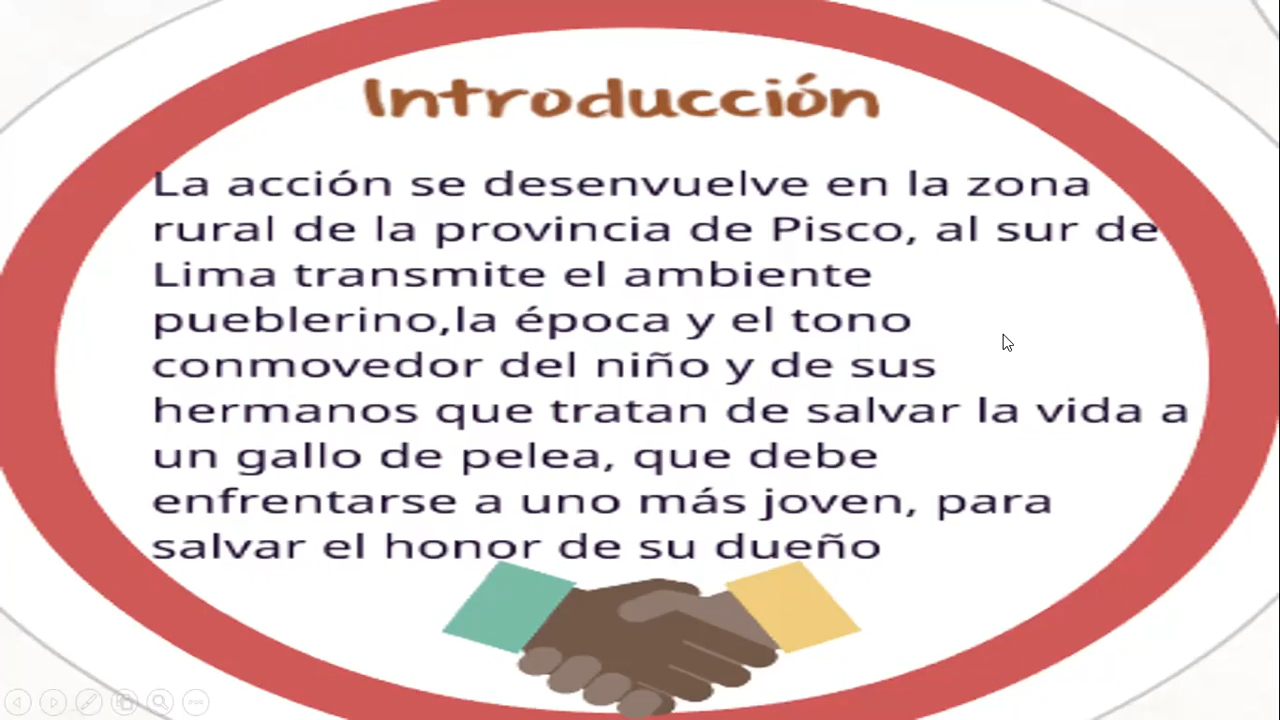 Introducción
La acción se desenvuelve en la zona
rural de la provincia de Pisco, al sur de
Lima transmite el ambiente
pueblerino,la época y el tono
conmovedor del niño y de sus
hermanos que tratan de salvar la vida a
un gallo de pelea, que debe
enfrentarse a uno más joven, para
salvar el honor de su dueño